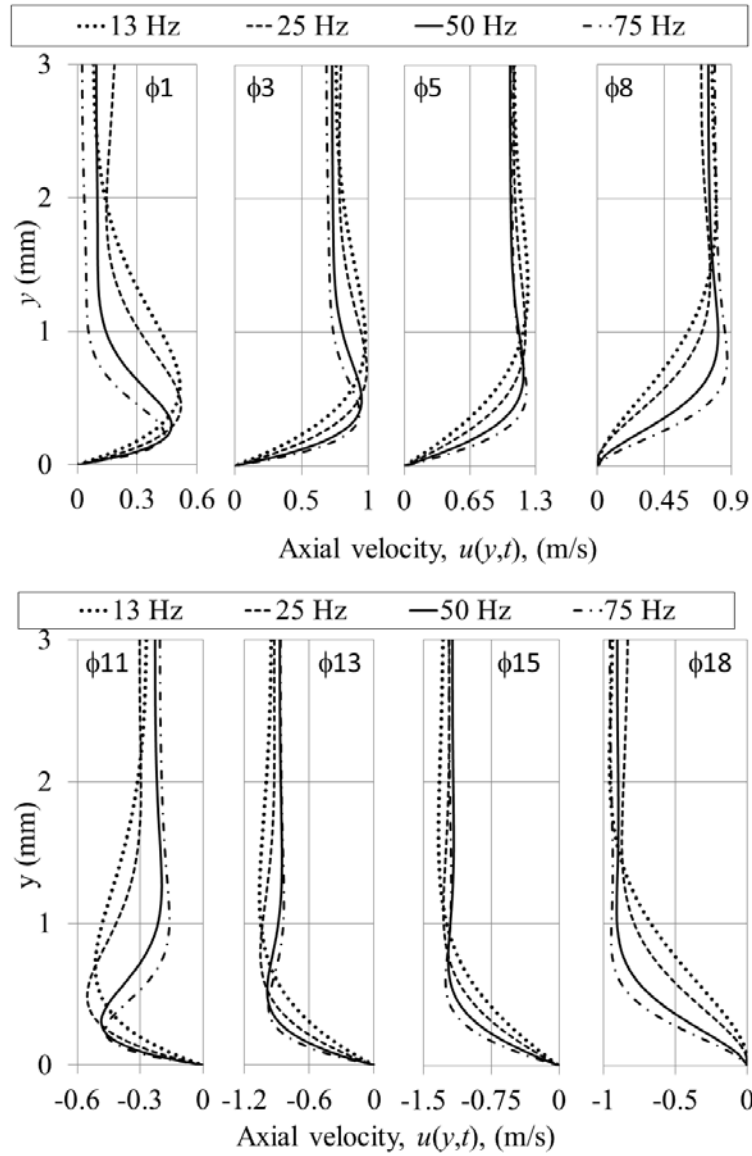 13 Hz 25 Hz 50 Hz 75 Hz
3 ϕ1 ϕ3 ϕ5 ϕ8
2
y (mm)
1
0
0 0.3 0.6 0 0.5 1 0 0.65 1.3 0 0.45 0.9
Axial velocity, u(y,t), (m/s)
13 Hz 25 Hz 50 Hz 75 Hz
3 ϕ11 ϕ13 ϕ15 ϕ18
2
y (mm)
1
0
-0.6 -0.3 0 -1.2 -0.6 0 -1.5 -0.75 0 -1 -0.5 0
Axial velocity, u(y,t), (m/s)